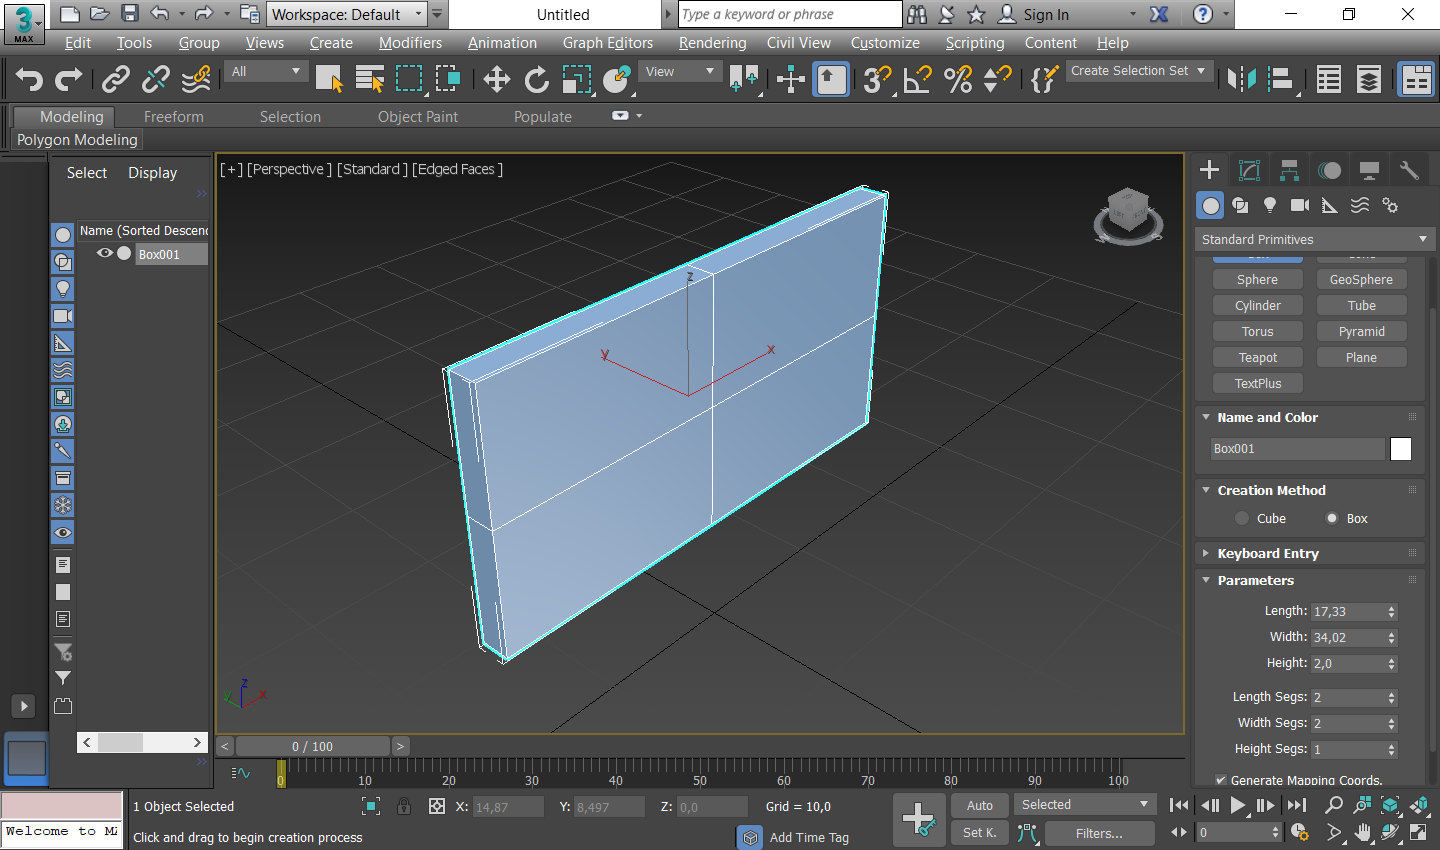 3
MAX
Workspace: Default
Untitled
Type a keyword or phrase
Sign In
Edit Tools Group Views Create Modifiers Animation Graph Editors Rendering Civil View Customize Scripting Content Help
All
View
3
Create Selection Set
Modeling Freeform Selection Object Paint Populate
Polygon Modeling
Select Display
Name (Sorted Descend
Box001
[+] [Perspective ] [Standard ] [Edged Faces ]
z
y
x
z
y
x
Standard Primitives
Sphere GeoSphere
Cylinder Tube
Torus Pyramid
Teapot Plane
TextPlus
Name and Color
Box001
Creation Method
Cube Box
Keyboard Entry
Parameters
Length: 17,33
Width: 34,02
Height: 2,0
Length Segs: 2
Width Segs: 2
Height Segs: 1
Generate Mapping Coords.
< 0 / 100 >
0 10 20 30 40 50 60 70 80 90 100
1 Object Selected
X: 14,87 Y: 8,497 Z: 0,0 Grid = 10,0
Auto Selected
Welcome to MA
Click and drag to begin creation process
Add Time Tag
Set K. Filters...
0